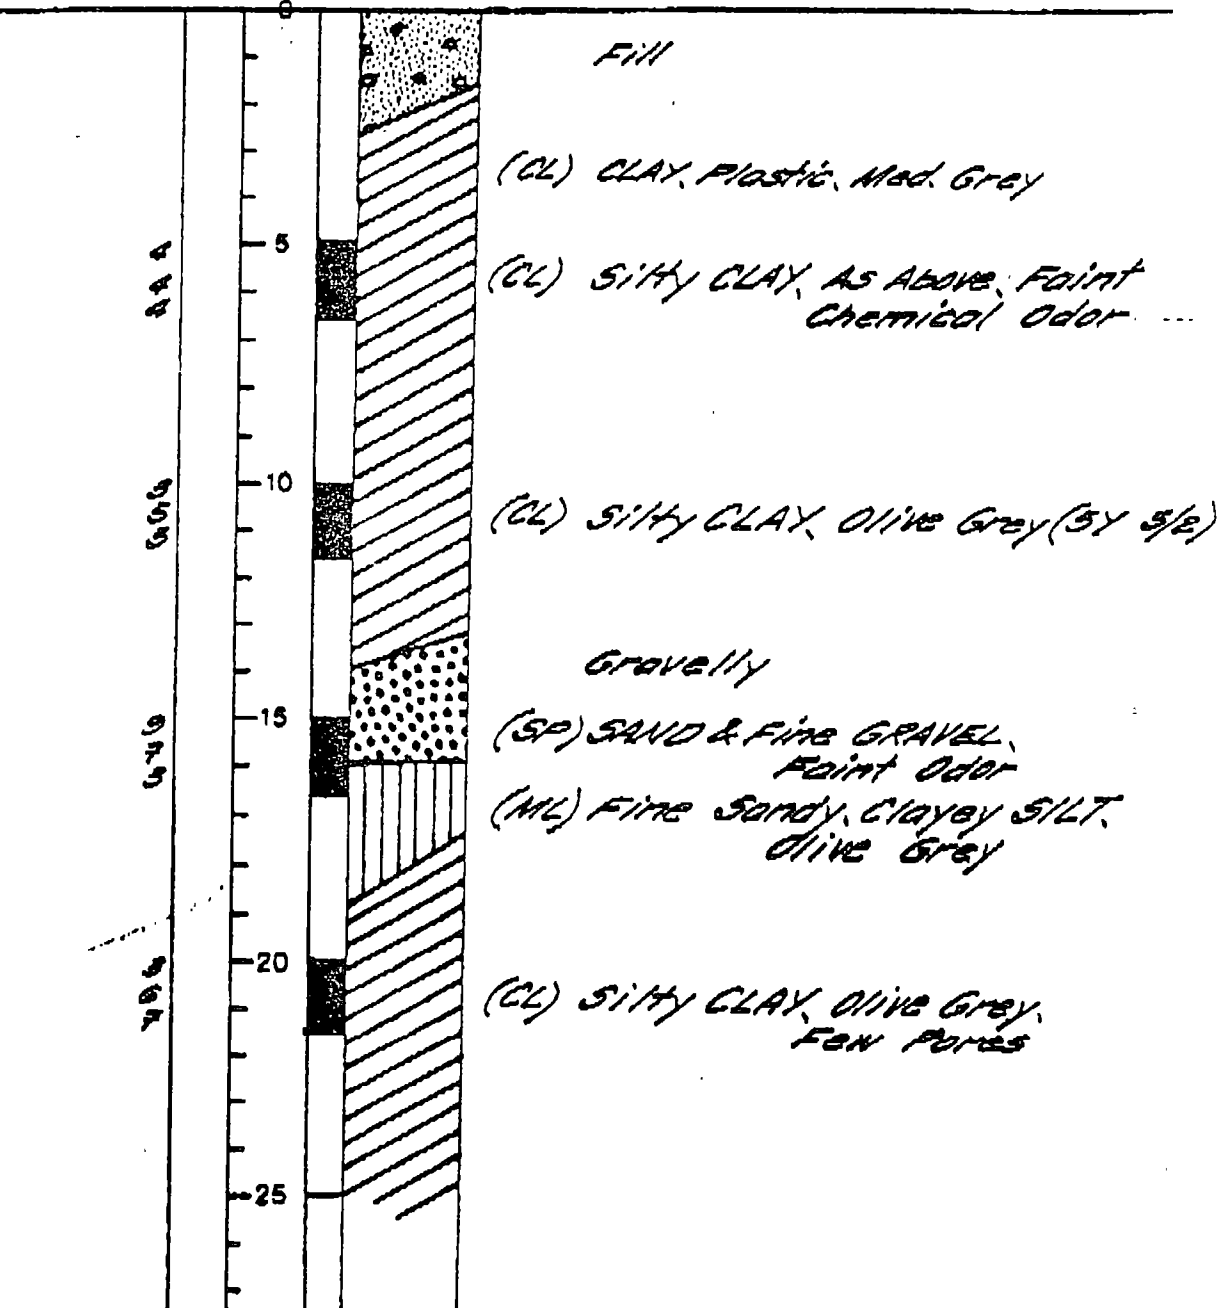 0
Fill
(CL) CLAY, Plastic, Med. Grey
5
(CL) Silty CLAY, As Above, Faint
Chemical Odor
10
(CL) Silty CLAY, Olive Grey (5Y 5/2)
Gravelly
15
(SP) SAND & Fine GRAVEL,
Faint Odor
(ML) Fine Sandy, Clayey SILT,
Olive Grey
20
(CL) Silty CLAY, Olive Grey,
Few Pores
25